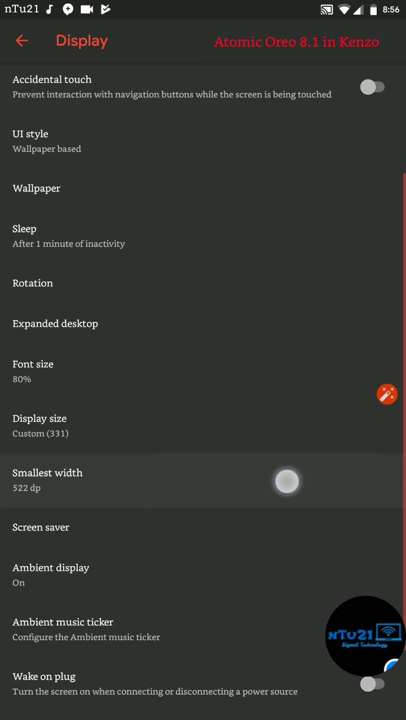 nTu21
8:56
Display
Atomic Oreo 8.1 in Kenzo
Accidental touch
Prevent interaction with navigation buttons while the screen is being touched
UI style
Wallpaper based
Wallpaper
Sleep
After 1 minute of inactivity
Rotation
Expanded desktop
Font size
80%
Display size
Custom (331)
Smallest width
522 dp
Screen saver
Ambient display
On
Ambient music ticker
Configure the Ambient music ticker
nTu21
Signal Technology
Wake on plug
Turn the screen on when connecting or disconnecting a power source